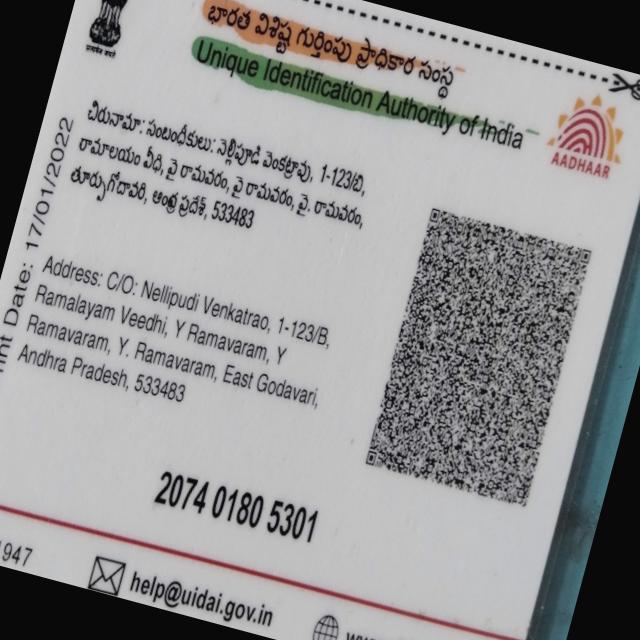 భారత విశిష్ట గుర్తింపు ప్రాధికార సంస్థ
Unique Identification Authority of India
AADHAAR
చిరునామా: సంబంధీకులు: నెల్లిపూడి వెంకట్రావు, 1-123/బి,
రామాలయం వీధి, వై రామవరం, వై రామవరం, వై. రామవరం,
తూర్పు గోదావరి, ఆంధ్ర ప్రదేశ్, 533483
Date: 17/01/2022
Address: C/O: Nellipudi Venkatrao, 1-123/B,
Ramalayam Veedhi, Y Ramavaram, Y
Ramavaram, Y. Ramavaram, East Godavari,
Andhra Pradesh, 533483
2074 0180 5301
1947
help@uidai.gov.in